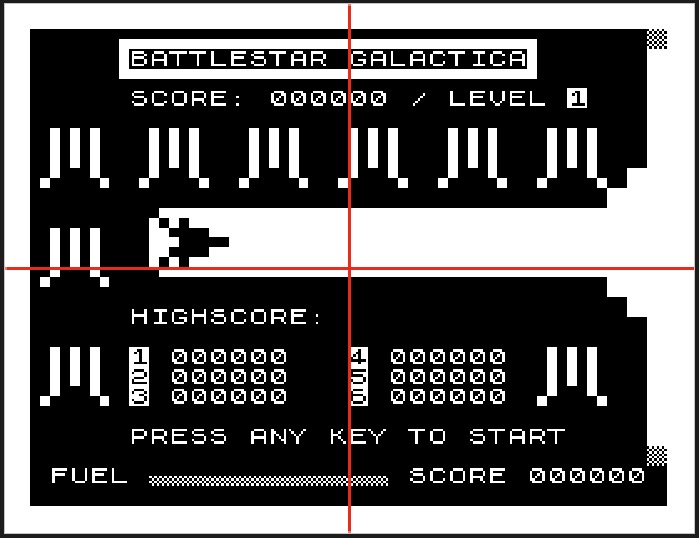 BATTLESTAR GALACTICA
SCORE: 000000 / LEVEL 1
HIGHSCORE:
1 000000 4 000000
2 000000 5 000000
3 000000 6 000000
PRESS ANY KEY TO START
FUEL SCORE 000000